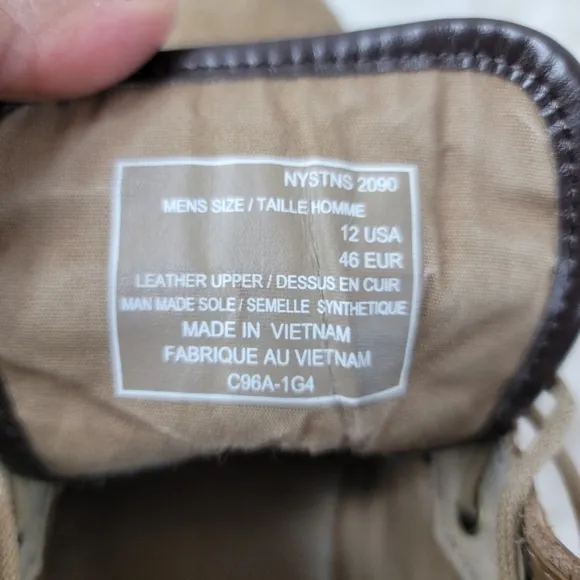 NYSTNS 2090
MENS SIZE / TAILLE HOMME
12 USA
46 EUR
LEATHER UPPER / DESSUS EN CUIR
MAN MADE SOLE / SEMELLE SYNTHETIQUE
MADE IN VIETNAM
FABRIQUE AU VIETNAM
C96A-1G4